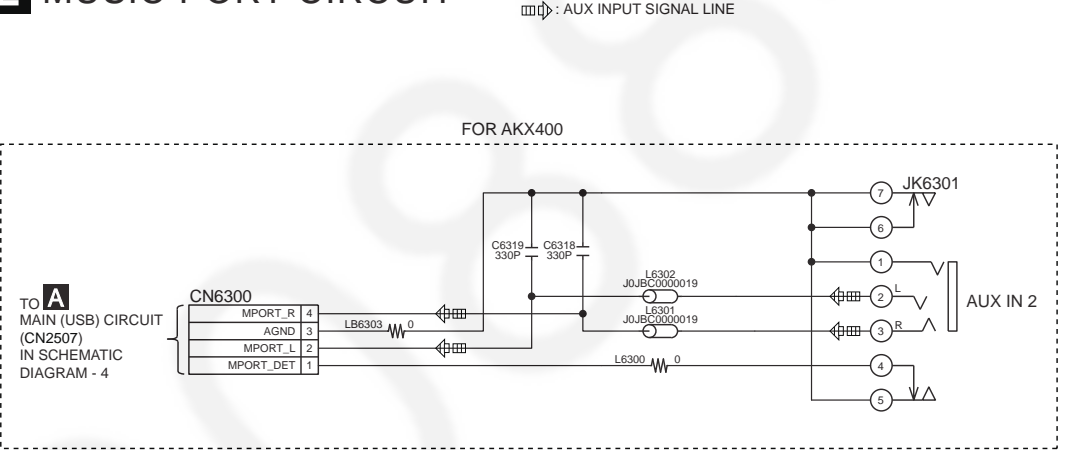 MUSIC PORT CIRCUIT
: AUX INPUT SIGNAL LINE
FOR AKX400
JK6301
7
6
C6319
330P
C6318
330P
1
L6302
J0JBC0000019
2 L
AUX IN 2
L6301
J0JBC0000019
3 R
TO A
MAIN (USB) CIRCUIT
(CN2507)
IN SCHEMATIC
DIAGRAM - 4
CN6300
MPORT_R 4
AGND 3
LB6303 0
MPORT_L 2
MPORT_DET 1
L6300 0
4
5